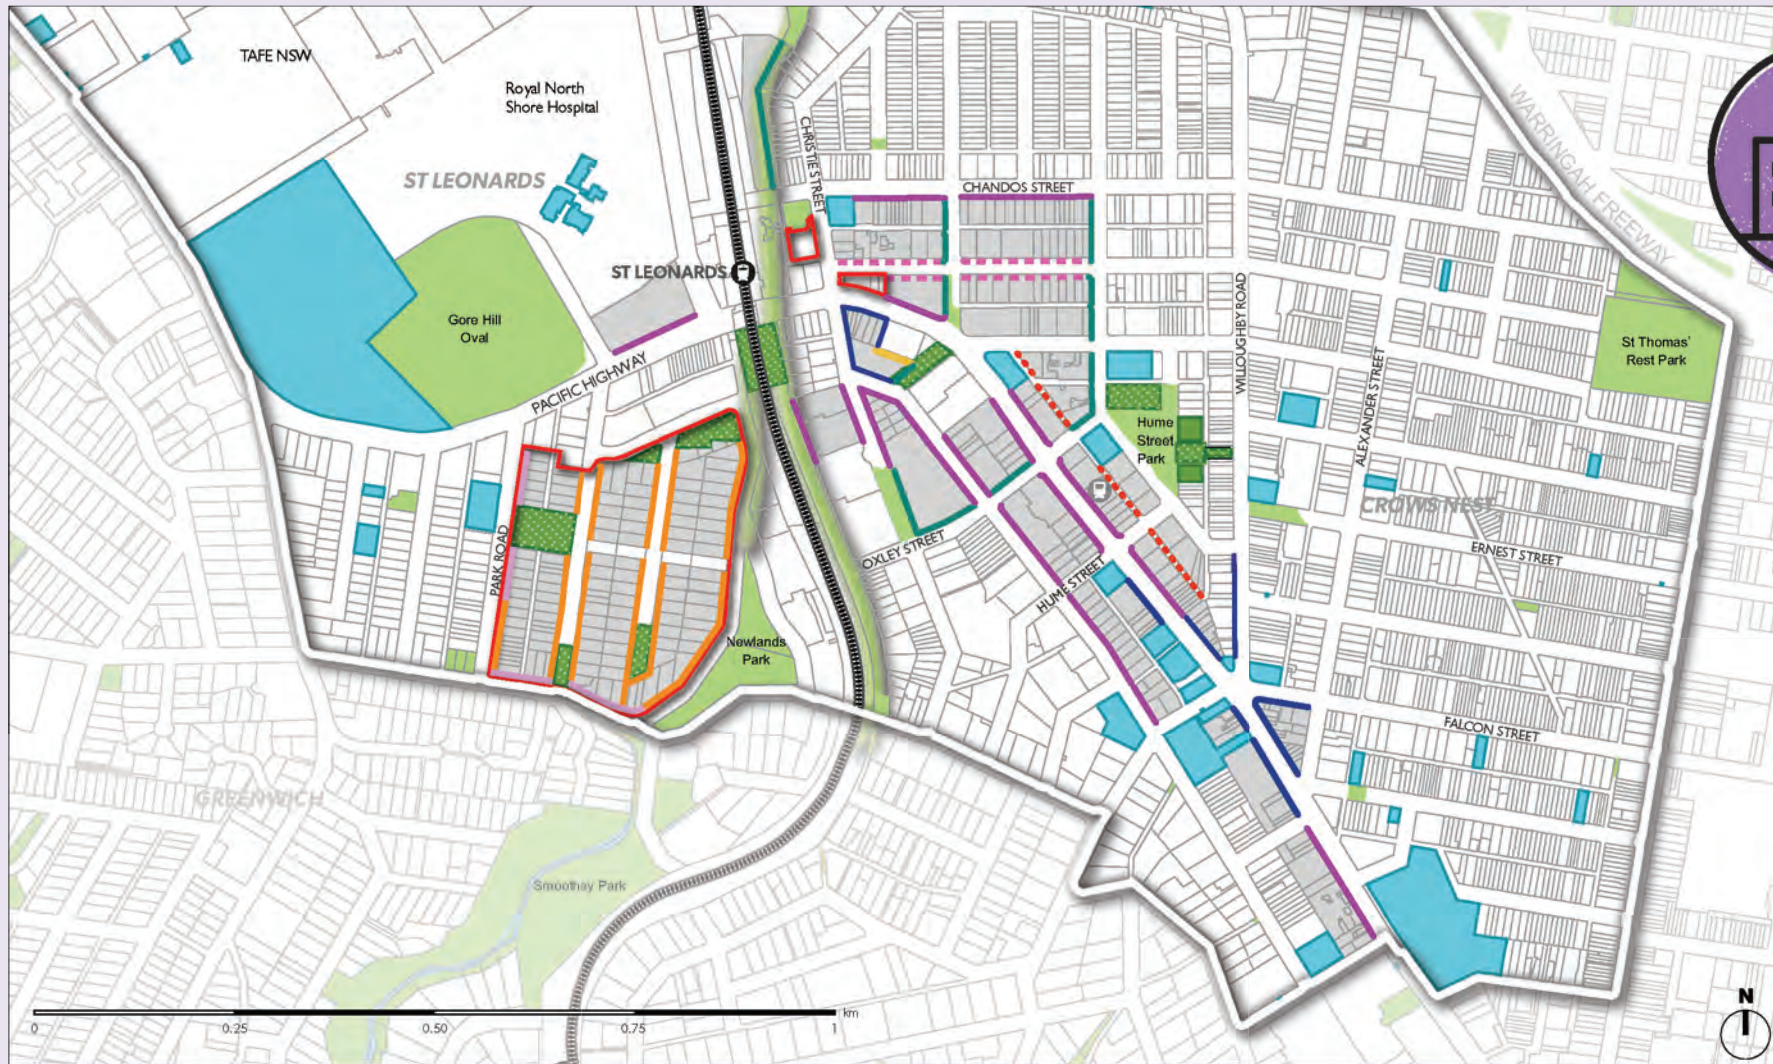 TAFE NSW
Royal North
Shore Hospital
WARRINGAH FREEWAY
CHRISTIE STREET
ST LEONARDS
CHANDOS STREET
ST LEONARDS
WILLOUGHBY ROAD
Gore Hill
Oval
St Thomas'
Rest Park
PACIFIC HIGHWAY
ALEXANDER STREET
Hume
Street
Park
CROWS NEST
PARK ROAD
OXLEY STREET
ERNEST STREET
HUME STREET
Newlands
Park
FALCON STREET
GREENWICH
Smoothey Park
0
0.25
0.50
0.75
1
km
N